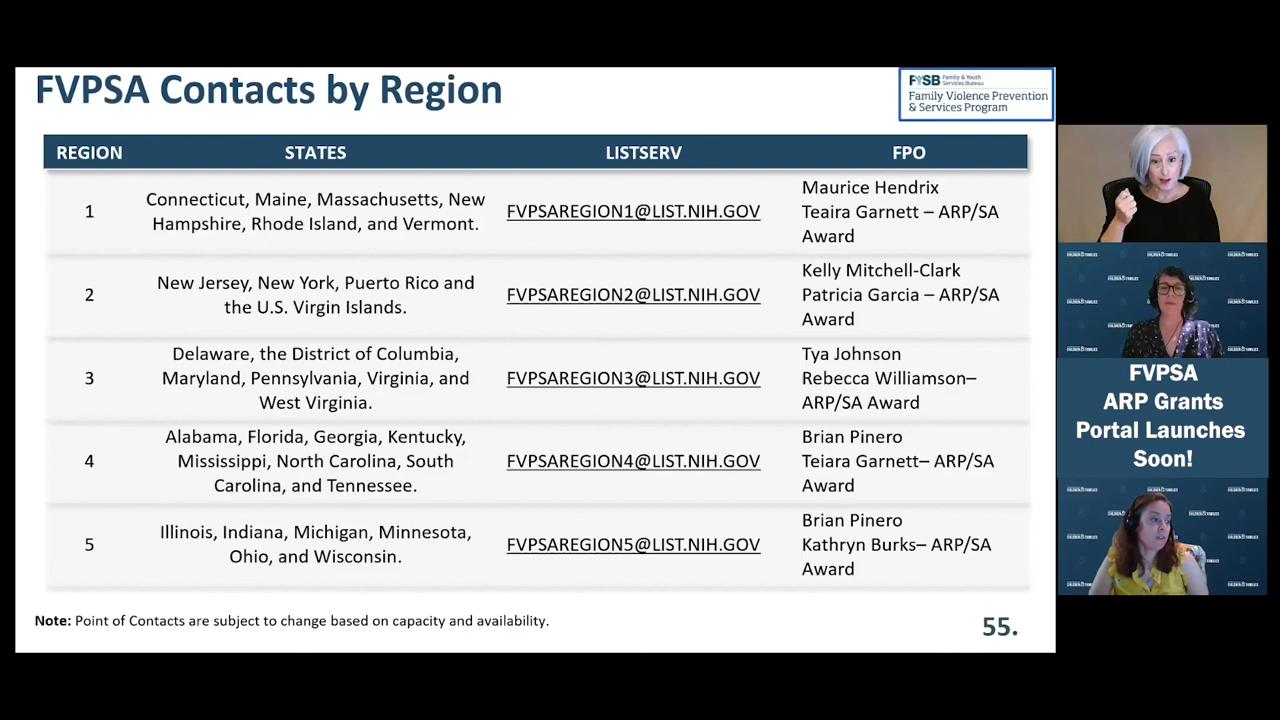 FVPSA Contacts by Region
FYSB Family & Youth
Services Bureau
Family Violence Prevention
& Services Program
REGION STATES LISTSERV FPO
1
Connecticut, Maine, Massachusetts, New
Hampshire, Rhode Island, and Vermont.
FVPSAREGION1@LIST.NIH.GOV
Maurice Hendrix
Teaira Garnett – ARP/SA
Award
2
New Jersey, New York, Puerto Rico and
the U.S. Virgin Islands.
FVPSAREGION2@LIST.NIH.GOV
Kelly Mitchell-Clark
Patricia Garcia – ARP/SA
Award
3
Delaware, the District of Columbia,
Maryland, Pennsylvania, Virginia, and
West Virginia.
FVPSAREGION3@LIST.NIH.GOV
Tya Johnson
Rebecca Williamson–
ARP/SA Award
4
Alabama, Florida, Georgia, Kentucky,
Mississippi, North Carolina, South
Carolina, and Tennessee.
FVPSAREGION4@LIST.NIH.GOV
Brian Pinero
Teiara Garnett– ARP/SA
Award
5
Illinois, Indiana, Michigan, Minnesota,
Ohio, and Wisconsin.
FVPSAREGION5@LIST.NIH.GOV
Brian Pinero
Kathryn Burks– ARP/SA
Award
Note: Point of Contacts are subject to change based on capacity and availability.
55.
FVPSA
ARP Grants
Portal Launches
Soon!